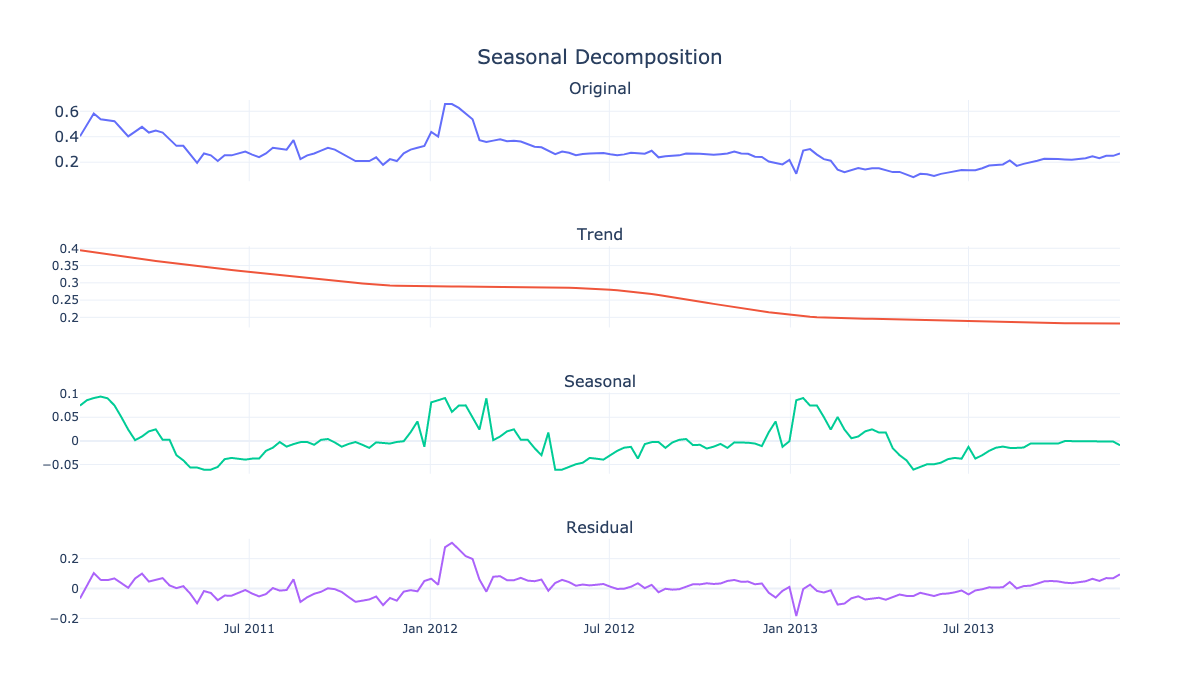 Seasonal Decomposition
Original
0.6
0.4
0.2
Trend
0.4
0.35
0.3
0.25
0.2
Seasonal
0.1
0.05
0
−0.05
Residual
0.2
0
−0.2
Jul 2011 Jan 2012 Jul 2012 Jan 2013 Jul 2013